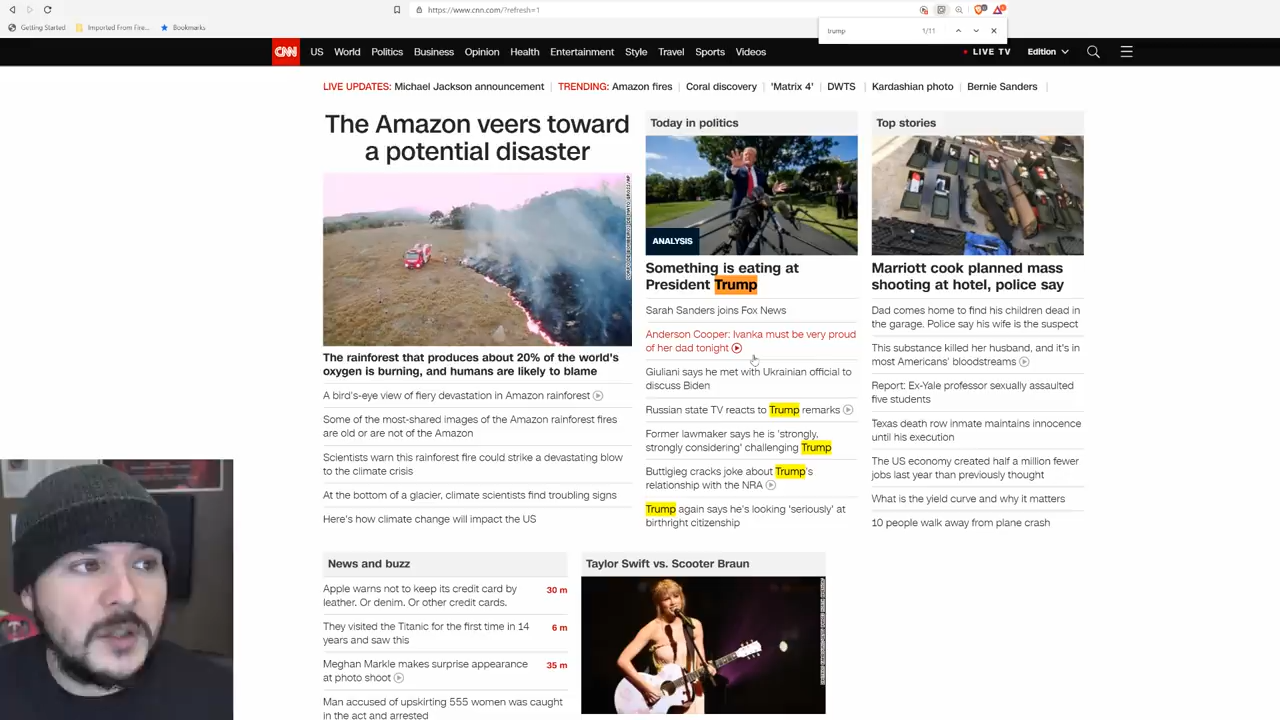 https://www.cnn.com/?refresh=1
Getting Started
Imported From Fire...
Bookmarks
trump
1/11
CNN
US
World
Politics
Business
Opinion
Health
Entertainment
Style
Travel
Sports
Videos
LIVE TV
Edition
LIVE UPDATES: Michael Jackson announcement
TRENDING: Amazon fires
Coral discovery
'Matrix 4'
DWTS
Kardashian photo
Bernie Sanders
The Amazon veers toward
a potential disaster
The rainforest that produces about 20% of the world's
oxygen is burning, and humans are likely to blame
A bird's-eye view of fiery devastation in Amazon rainforest
Some of the most-shared images of the Amazon rainforest fires
are old or are not of the Amazon
Scientists warn this rainforest fire could strike a devastating blow
to the climate crisis
At the bottom of a glacier, climate scientists find troubling signs
Here's how climate change will impact the US
Today in politics
ANALYSIS
Something is eating at
President Trump
Sarah Sanders joins Fox News
Anderson Cooper: Ivanka must be very proud
of her dad tonight
Giuliani says he met with Ukrainian official to
discuss Biden
Russian state TV reacts to Trump remarks
Former lawmaker says he is 'strongly,
strongly considering' challenging Trump
Buttigieg cracks joke about Trump's
relationship with the NRA
Trump again says he's looking 'seriously' at
birthright citizenship
Top stories
Marriott cook planned mass
shooting at hotel, police say
Dad comes home to find his children dead in
the garage. Police say his wife is the suspect
This substance killed her husband, and it's in
most Americans' bloodstreams
Report: Ex-Yale professor sexually assaulted
five students
Texas death row inmate maintains innocence
until his execution
The US economy created half a million fewer
jobs last year than previously thought
What is the yield curve and why it matters
10 people walk away from plane crash
News and buzz
Apple warns not to keep its credit card by
leather. Or denim. Or other credit cards.
30 m
They visited the Titanic for the first time in 14
years and saw this
6 m
Meghan Markle makes surprise appearance
at photo shoot
35 m
Man accused of upskirting 555 women was caught
in the act and arrested
Taylor Swift vs. Scooter Braun